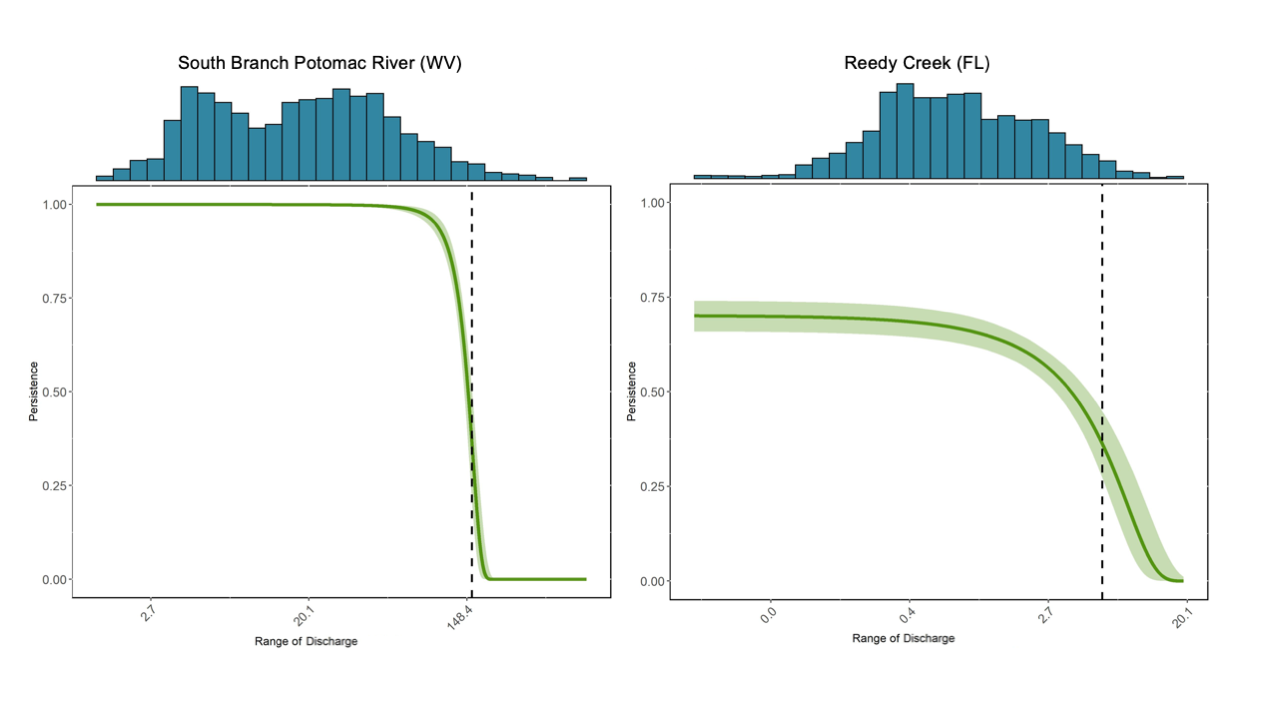 South Branch Potomac River (WV)
1.00
0.75
0.50
0.25
0.00
Persistence
2.7
20.1
148.4
Range of Discharge
Reedy Creek (FL)
1.00
0.75
0.50
0.25
0.00
Persistence
0.0
0.4
2.7
20.1
Range of Discharge